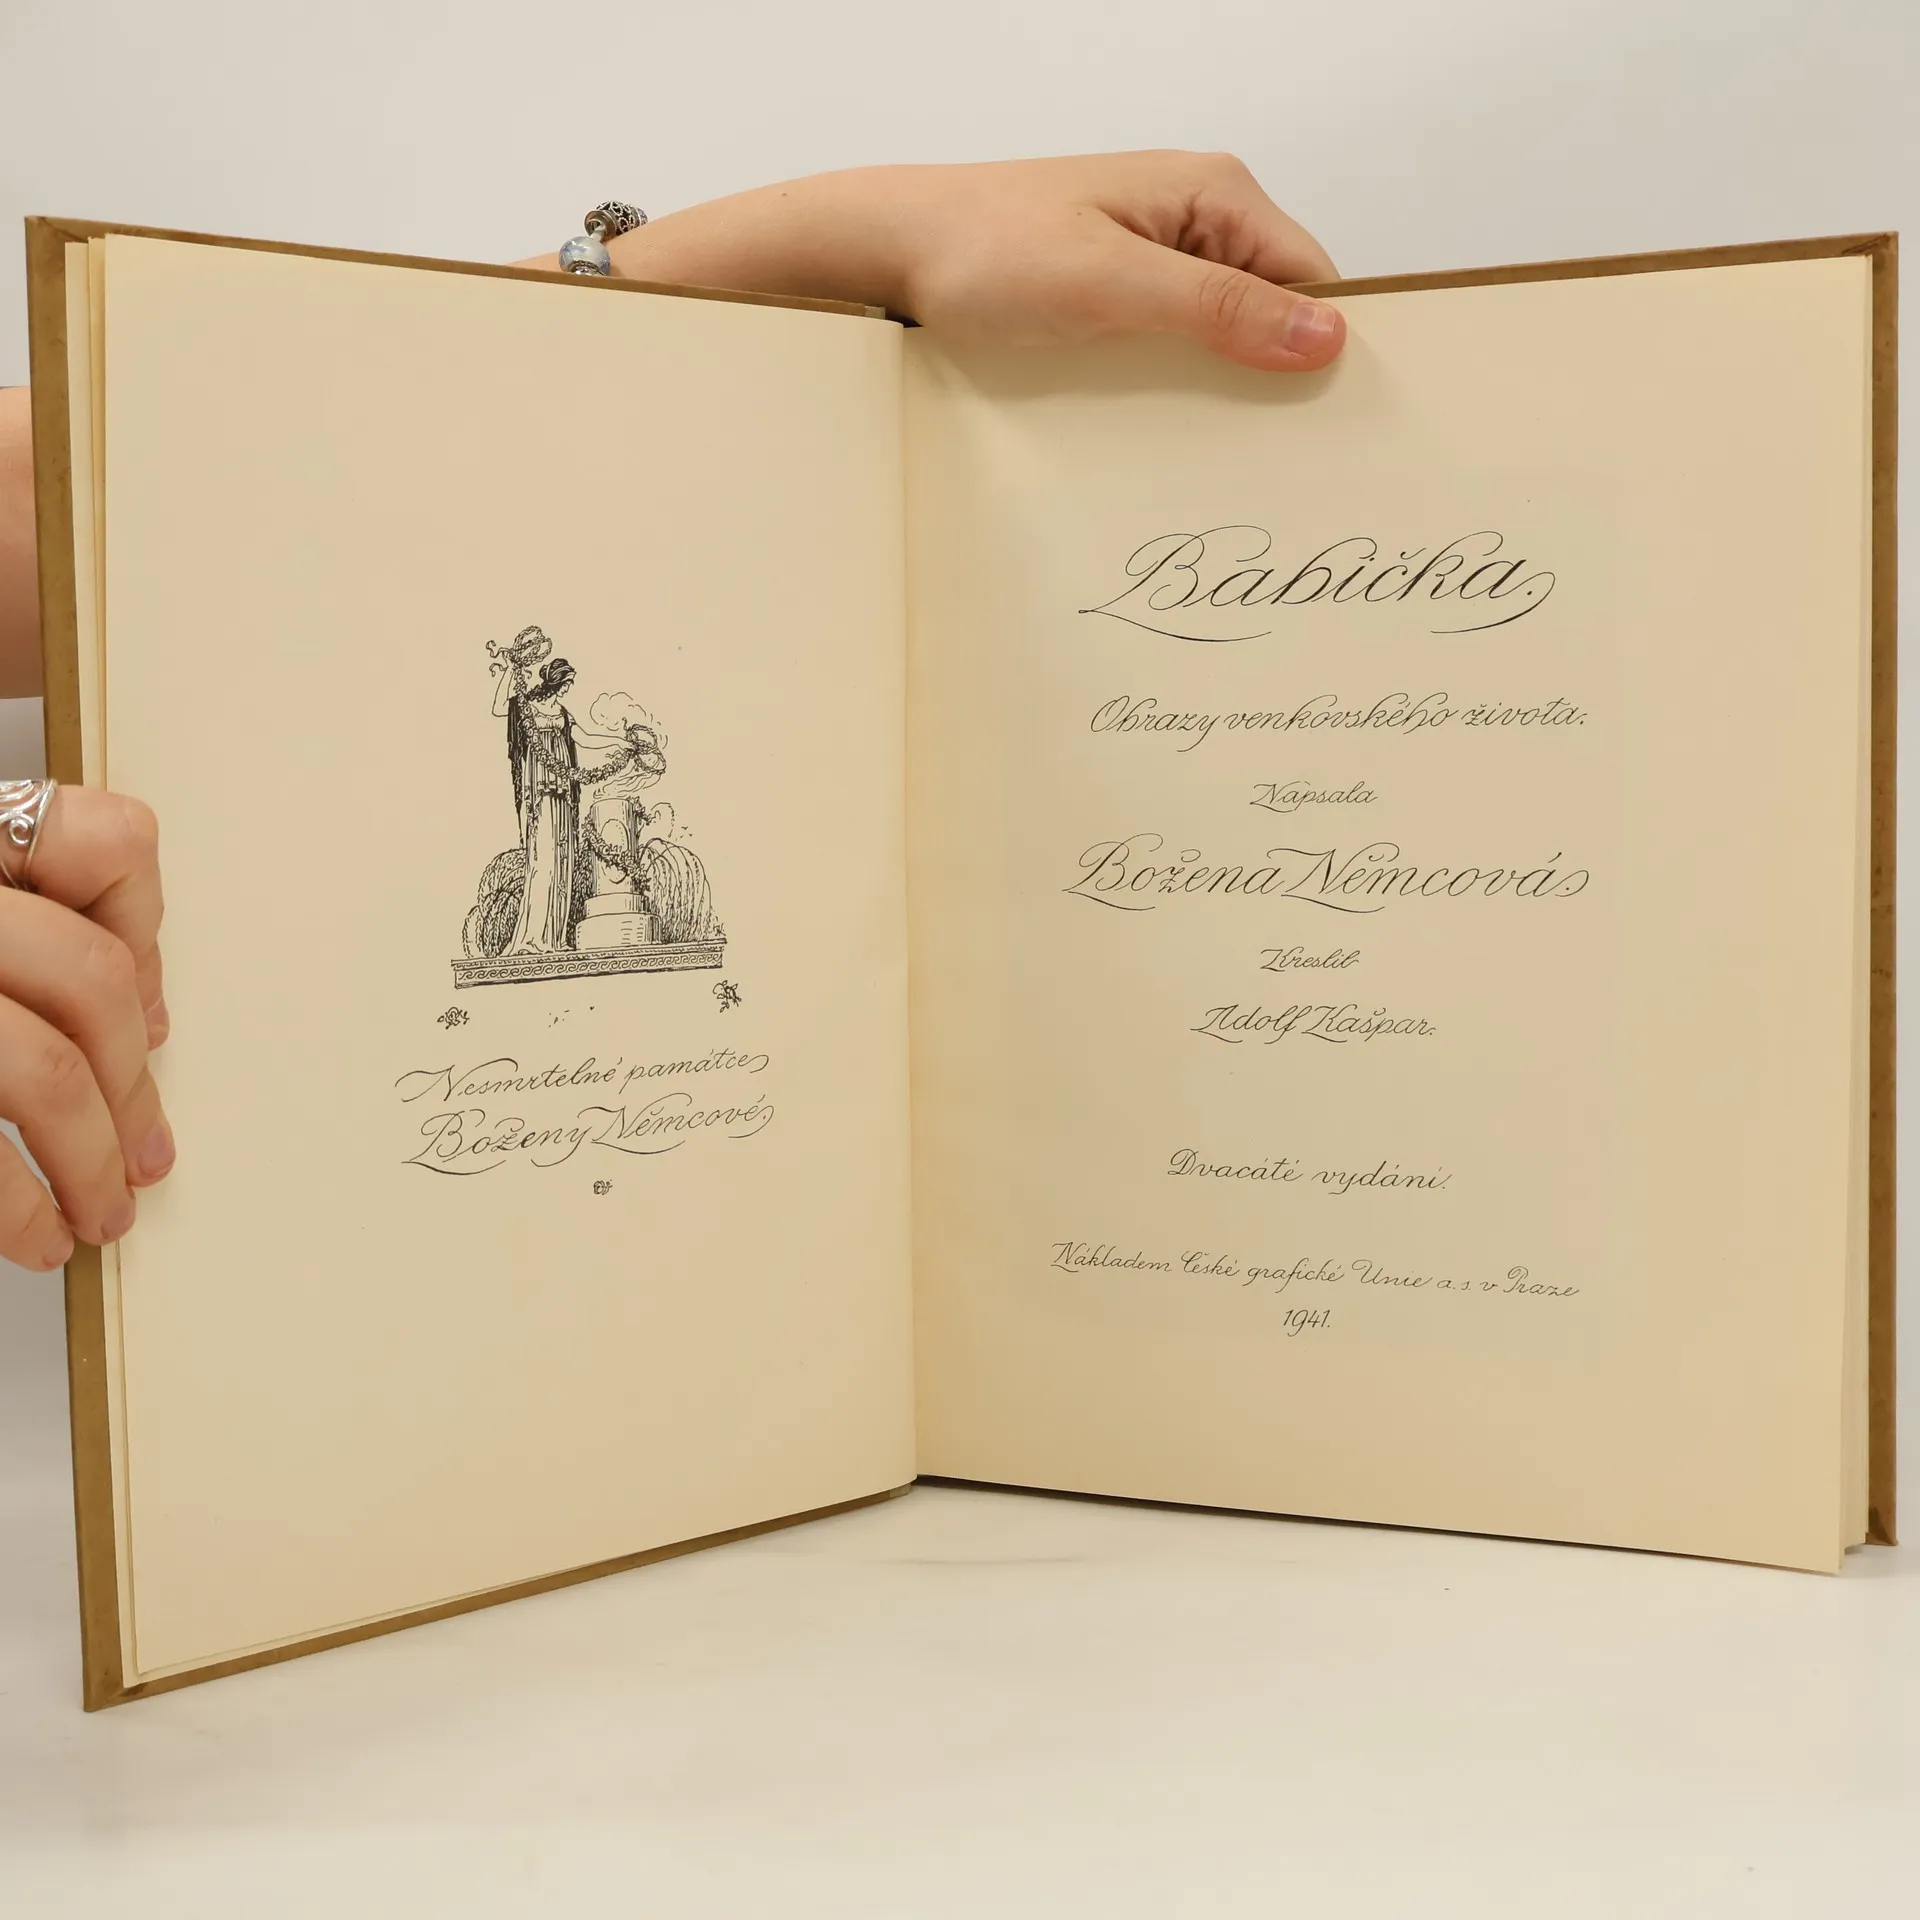 Nesmrtelné památce
Boženy Němcové.
Babička.
Obrazy venkovského života.
Napsala
Božena Němcová.
Kreslil
Adolf Kašpar.
Dvacáté vydání.
Nákladem České grafické Unie a. s. v Praze
1941.